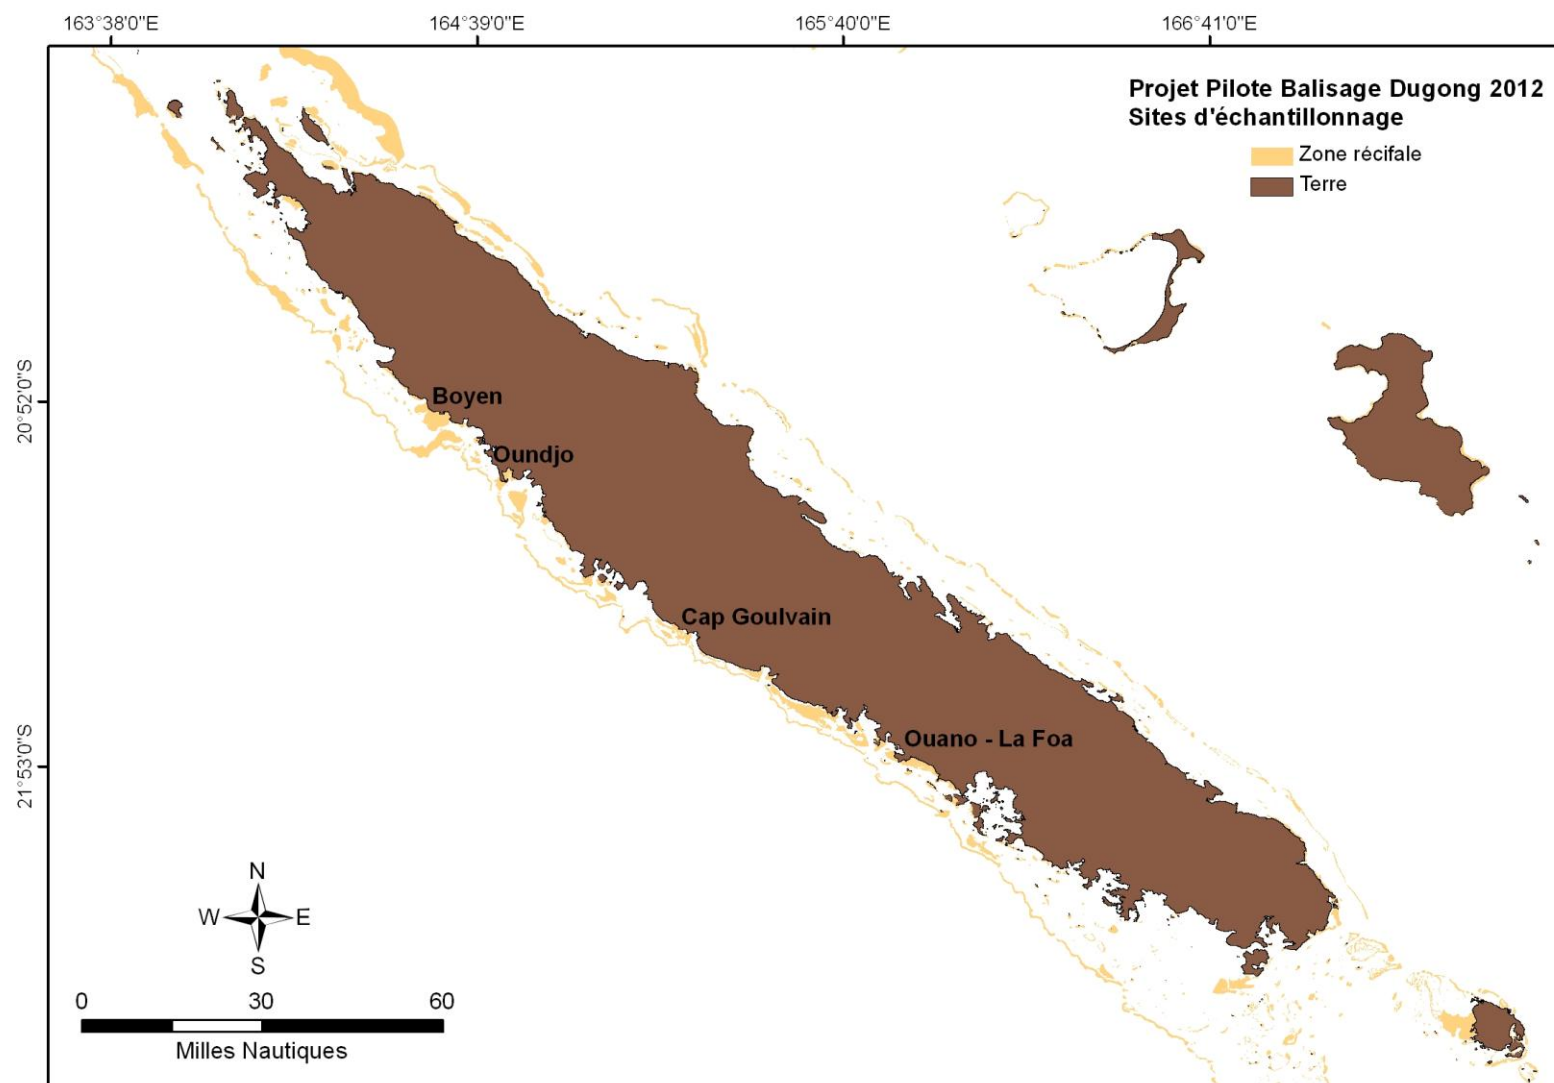 163°38'0"E 164°39'0"E 165°40'0"E 166°41'0"E
Projet Pilote Balisage Dugong 2012
Sites d'échantillonnage
Zone récifale
Terre
20°52'0"S
Boyen
Oundjo
Cap Goulvain
Ouano - La Foa
21°53'0"S
N
W E
S
0 30 60
Milles Nautiques